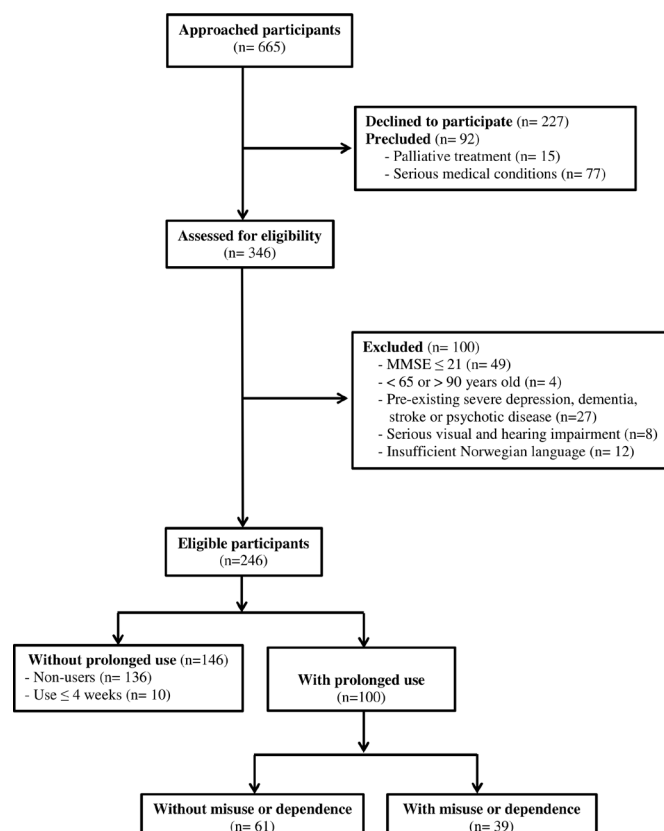 Approached participants
(n= 665)
Declined to participate (n= 227)
Precluded (n= 92)
- Palliative treatment (n= 15)
- Serious medical conditions (n= 77)
Assessed for eligibility
(n= 346)
Excluded (n= 100)
- MMSE ≤ 21 (n= 49)
- < 65 or > 90 years old (n= 4)
- Pre-existing severe depression, dementia,
stroke or psychotic disease (n=27)
- Serious visual and hearing impairment (n=8)
- Insufficient Norwegian language (n= 12)
Eligible participants
(n=246)
Without prolonged use (n=146)
- Non-users (n= 136)
- Use ≤ 4 weeks (n= 10)
With prolonged use
(n=100)
Without misuse or dependence
(n= 61)
With misuse or dependence
(n= 39)